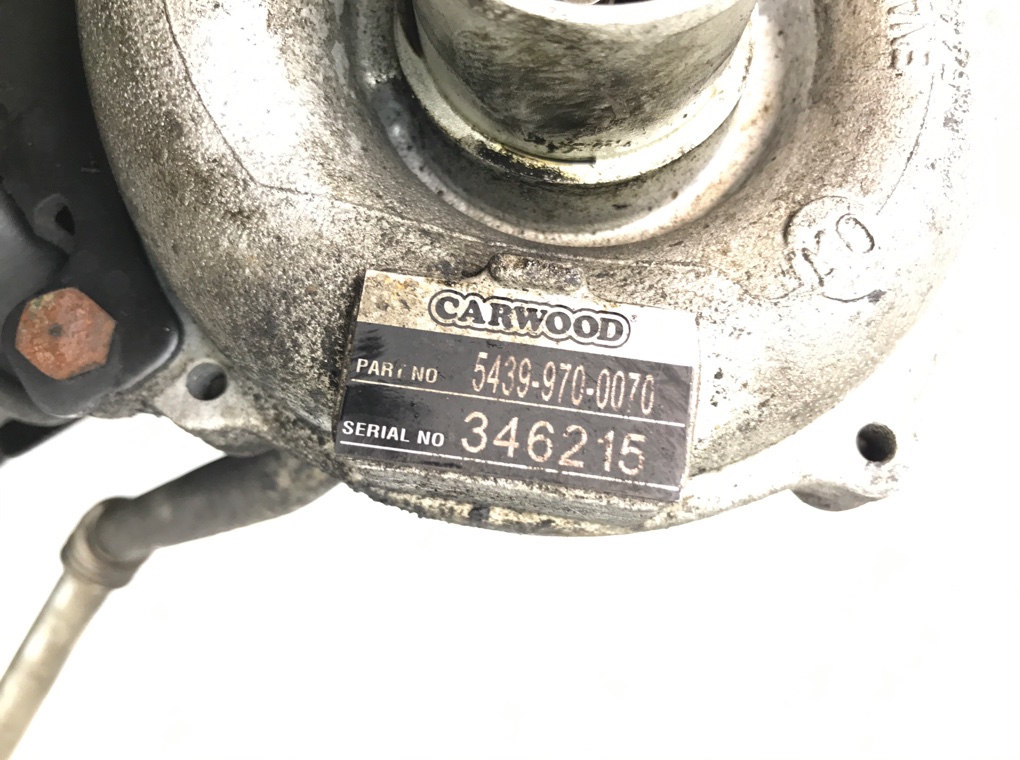 CARWOOD
PART NO 5439-970-0070
SERIAL NO 346215